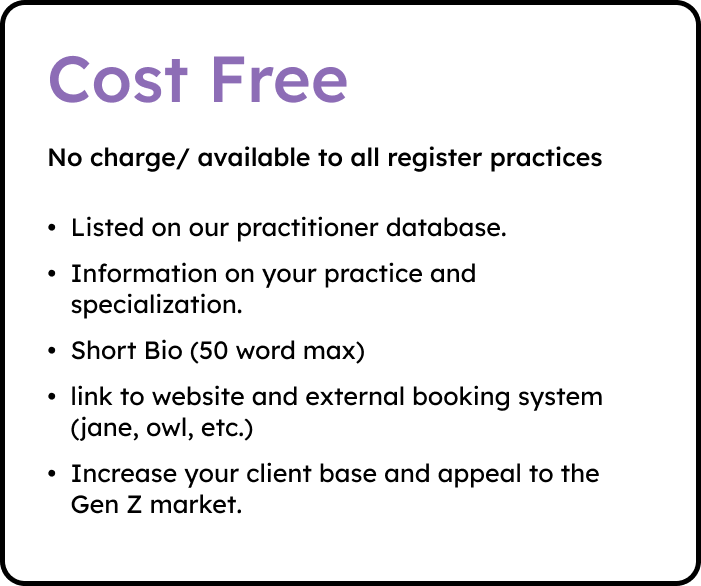 Cost Free
No charge/ available to all register practices
• Listed on our practitioner database.
• Information on your practice and
specialization.
• Short Bio (50 word max)
• link to website and external booking system
(jane, owl, etc.)
• Increase your client base and appeal to the
Gen Z market.